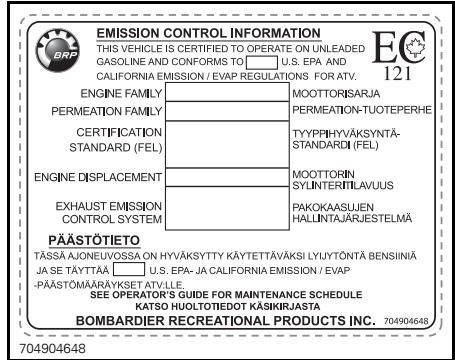 EMISSION CONTROL INFORMATION
BRP
THIS VEHICLE IS CERTIFIED TO OPERATE ON UNLEADED
GASOLINE AND CONFORMS TO U.S. EPA AND
CALIFORNIA EMISSION / EVAP REGULATIONS FOR ATV.
EC
121
ENGINE FAMILY MOOTTORISARJA
PERMEATION FAMILY PERMEATION-TUOTEPERHE
CERTIFICATION TYYPPIHYVÄKSYNTÄ-
STANDARD (FEL) STANDARDI (FEL)
ENGINE DISPLACEMENT MOOTTORIN
SYLINTERITILAVUUS
EXHAUST EMISSION PAKOKAASUJEN
CONTROL SYSTEM HALLINTAJÄRJESTELMÄ
PÄÄSTÖTIETO
TÄSSÄ AJONEUVOSSA ON HYVÄKSYTTY KÄYTETTÄVÄKSI LYIJYTÖNTÄ BENSIINIÄ
JA SE TÄYTTÄÄ U.S. EPA- JA CALIFORNIA EMISSION / EVAP
-PÄÄSTÖMÄÄRÄYKSET ATV:LLE.
SEE OPERATOR'S GUIDE FOR MAINTENANCE SCHEDULE
KATSO HUOLTOTIEDOT KÄSIKIRJASTA
BOMBARDIER RECREATIONAL PRODUCTS INC. 704904648
704904648